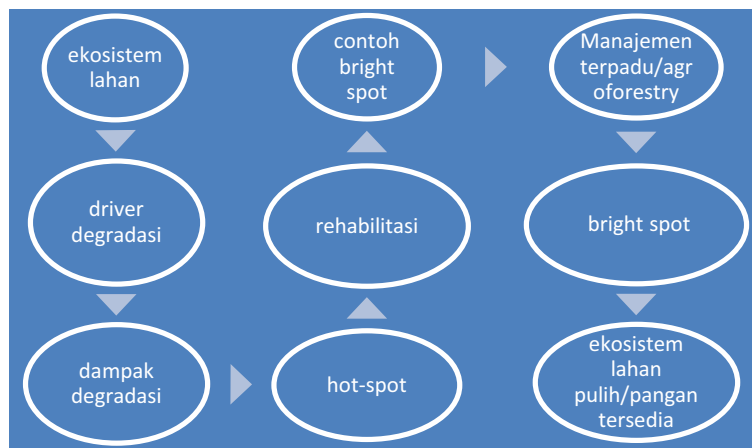 ekosistem
lahan
driver
degradasi
dampak
degradasi
hot-spot
rehabilitasi
contoh
bright
spot
Manajemen
terpadu/agr
oforestry
bright spot
ekosistem
lahan
pulih/pangan
tersedia